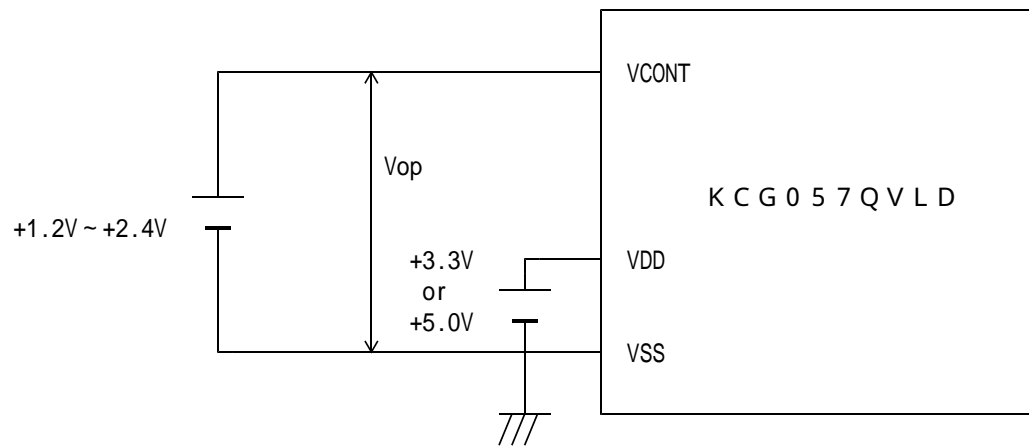 VCONT
Vop
KCG057QVLD
+1.2V~+2.4V
+3.3V
or
+5.0V
VDD
VSS